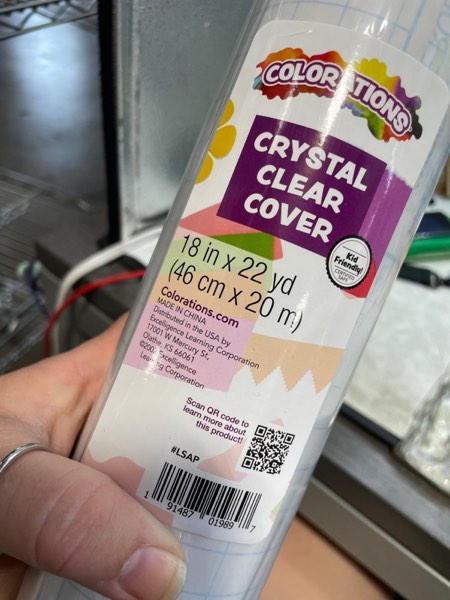 COLORATIONS
CRYSTAL
CLEAR
COVER
Kid
Friendly!
CERTIFIED
SAFE
18 in x 22 yd
(46 cm x 20 m)
Colorations.com
MADE IN CHINA
Distributed in the USA by
Excelligence Learning Corporation
17001 W Mercury St.
Olathe, KS 66061
Excelligence
Learning Corporation
Scan QR code to
learn more about
this product!
#LSAP
1 91487 01989 7